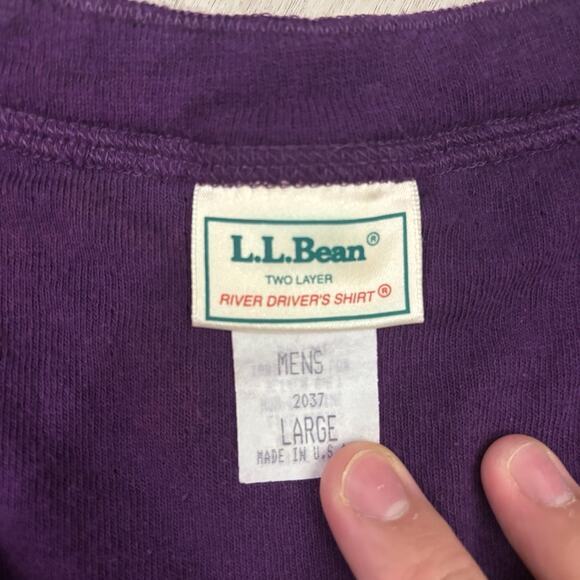 L.L.Bean®
TWO LAYER
RIVER DRIVER'S SHIRT®
MENS
2037
LARGE
MADE IN U.S.